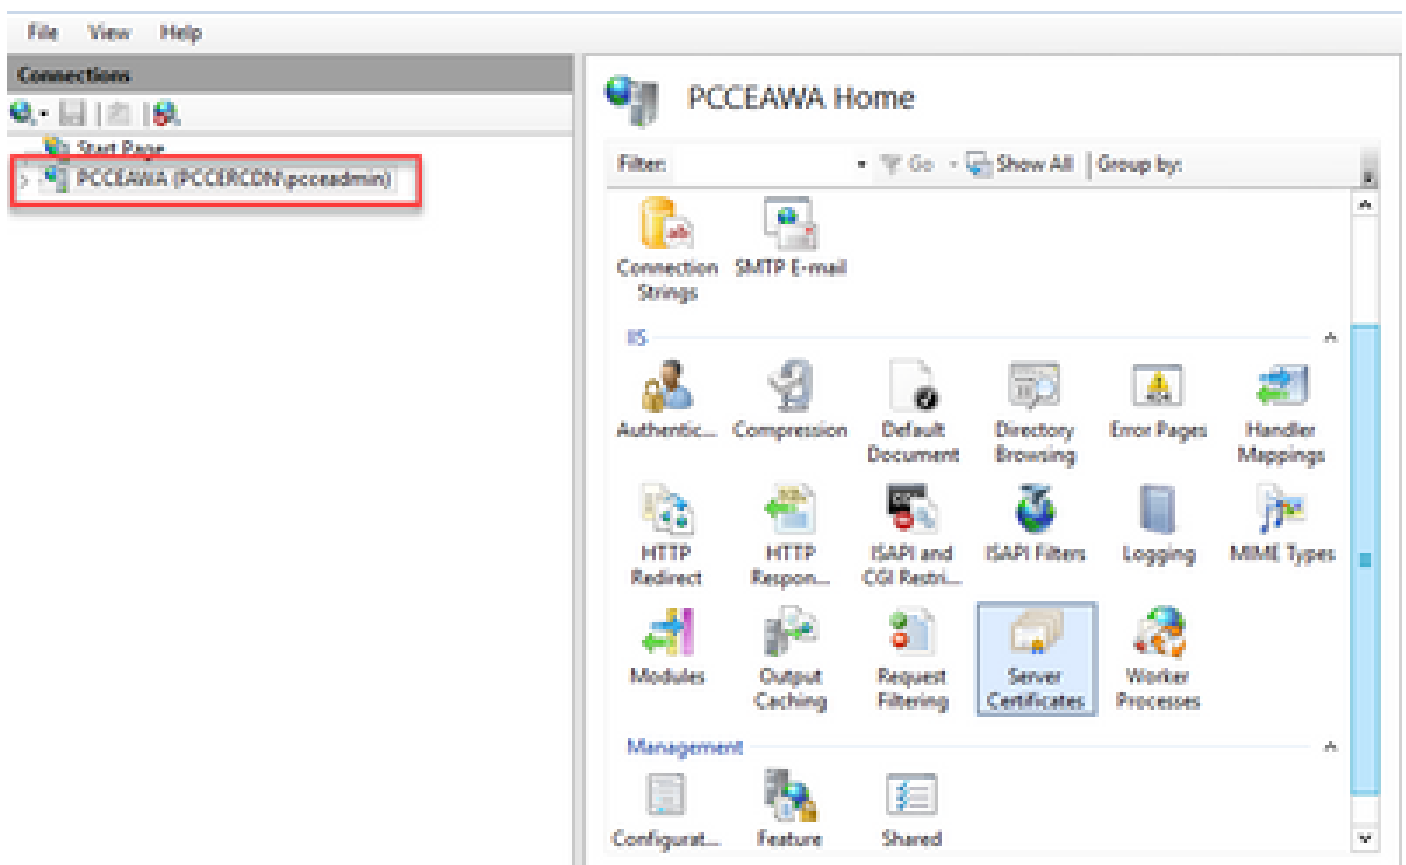 File View Help
Connections
Start Page
PCCEAWA (PCCERCDN\pcceadmin)
PCCEAWA Home
Filter: Go Show All Group by:
Connection Strings
SMTP E-mail
IIS
Authentic...
Compression
Default Document
Directory Browsing
Error Pages
Handler Mappings
HTTP Redirect
HTTP Respon...
ISAPI and CGI Restri...
ISAPI Filters
Logging
MIME Types
Modules
Output Caching
Request Filtering
Server Certificates
Worker Processes
Management
Configurat...
Feature
Shared